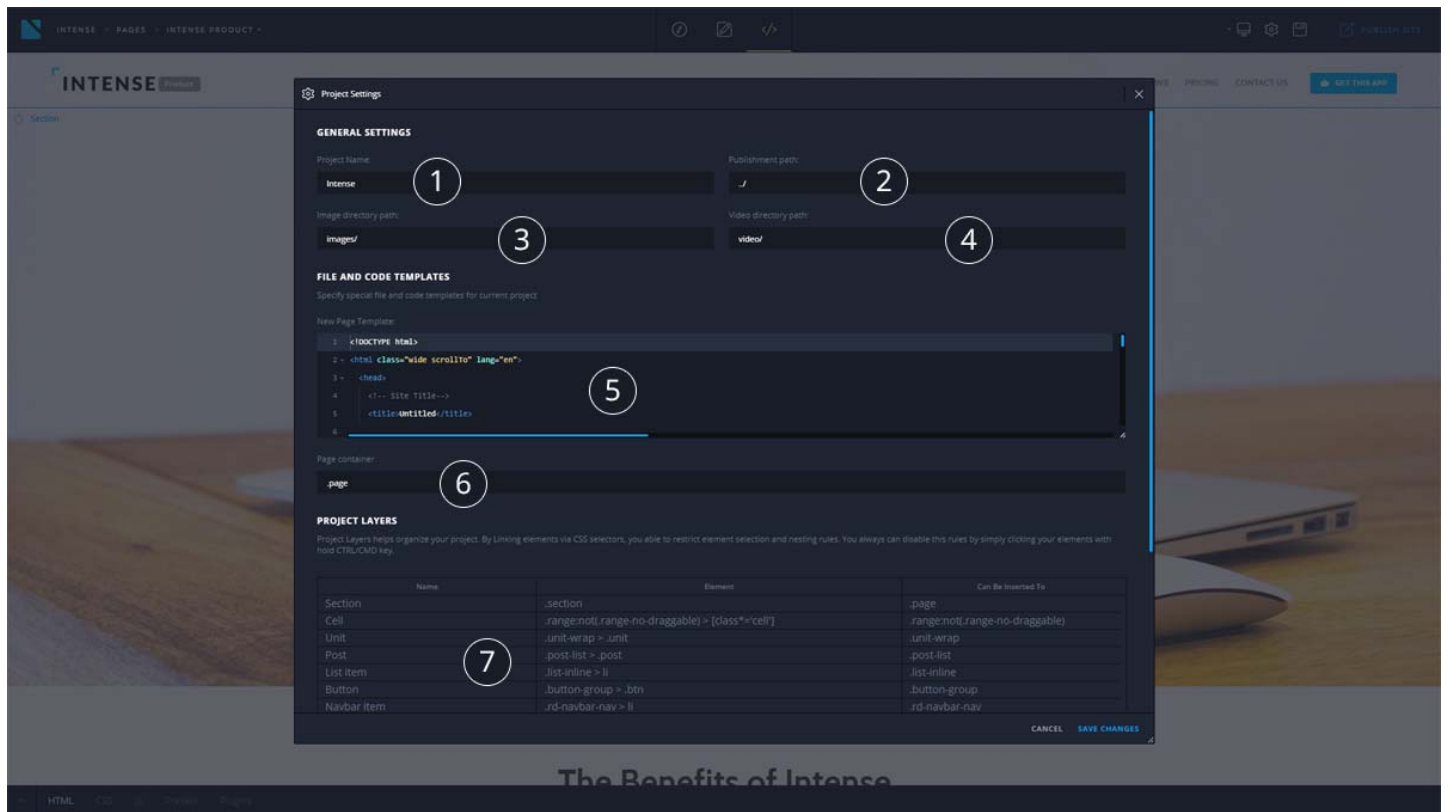 INTENSE > PAGES > INTENSE PRODUCT
PUBLISH SITE
INTENSE Product
PRICING CONTACT US GET THIS APP
Section
Project Settings
GENERAL SETTINGS
Project Name:
Publishment path:
Intense
1
../
2
Image directory path:
Video directory path:
images/
3
video/
4
FILE AND CODE TEMPLATES
Specify special file and code templates for current project
New Page Template:
1 <!DOCTYPE html>
2 <html class="wide scrollTo" lang="en">
3 <head>
4 <!-- Site Title-->
5 <title>Untitled</title>
6
5
Page container:
.page
6
PROJECT LAYERS
Project Layers helps organize your project. By Linking elements via CSS selectors, you able to restrict element selection and nesting rules. You always can disable this rules by simply clicking your elements with
hold CTRL/CMD key.
Name Element Can Be Inserted To
Section .section .page
Cell .range:not(.range-no-draggable) > [class*='cell'] .range:not(.range-no-draggable)
Unit .unit-wrap > .unit .unit-wrap
Post .post-list > .post .post-list
List item .list-inline > li .list-inline
Button .button-group > .btn .button-group
Navbar item .rd-navbar-nav > li .rd-navbar-nav
7
CANCEL SAVE CHANGES
The Benefits of Intense
HTML CSS JS Preview Plugins